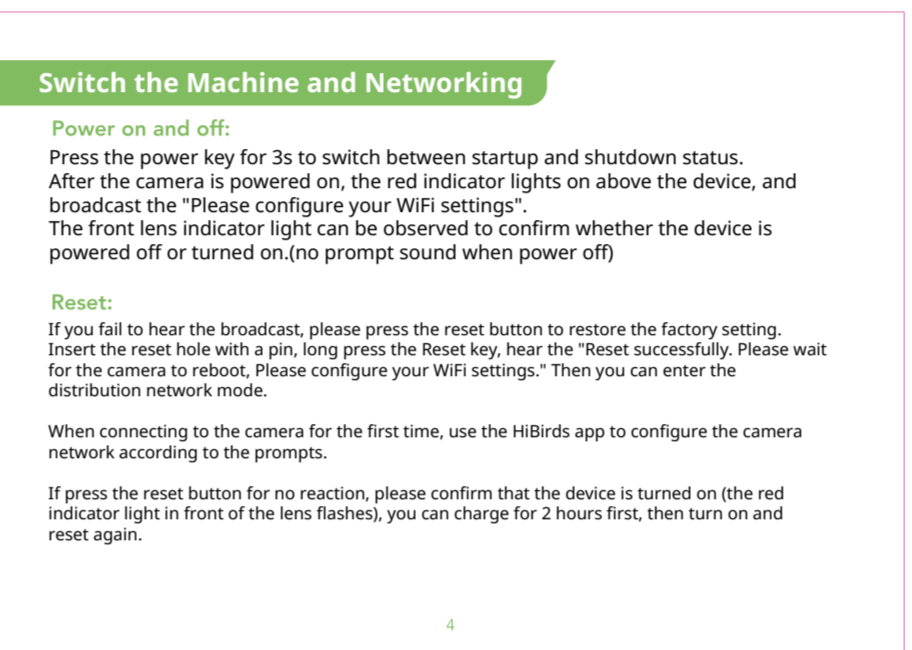 Switch the Machine and Networking
Power on and off:
Press the power key for 3s to switch between startup and shutdown status.
After the camera is powered on, the red indicator lights on above the device, and
broadcast the "Please configure your WiFi settings".
The front lens indicator light can be observed to confirm whether the device is
powered off or turned on.(no prompt sound when power off)
Reset:
If you fail to hear the broadcast, please press the reset button to restore the factory setting.
Insert the reset hole with a pin, long press the Reset key, hear the "Reset successfully. Please wait
for the camera to reboot, Please configure your WiFi settings." Then you can enter the
distribution network mode.
When connecting to the camera for the first time, use the HiBirds app to configure the camera
network according to the prompts.
If press the reset button for no reaction, please confirm that the device is turned on (the red
indicator light in front of the lens flashes), you can charge for 2 hours first, then turn on and
reset again.
4